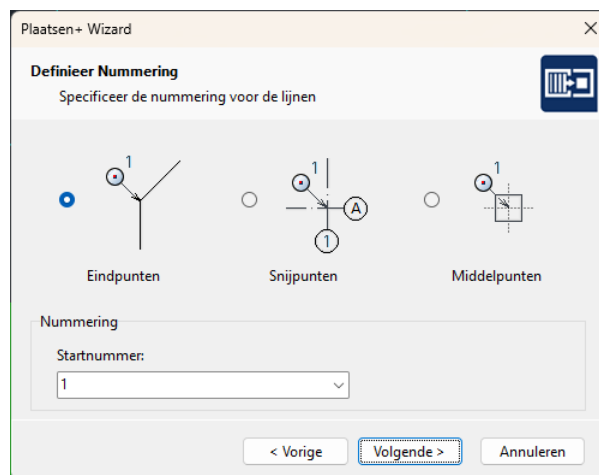 Plaatsen+ Wizard
Definieer Nummering
Specificeer de nummering voor de lijnen
1
1
A
1
1
Eindpunten
Snijpunten
Middelpunten
Nummering
Startnummer:
1
< Vorige
Volgende >
Annuleren